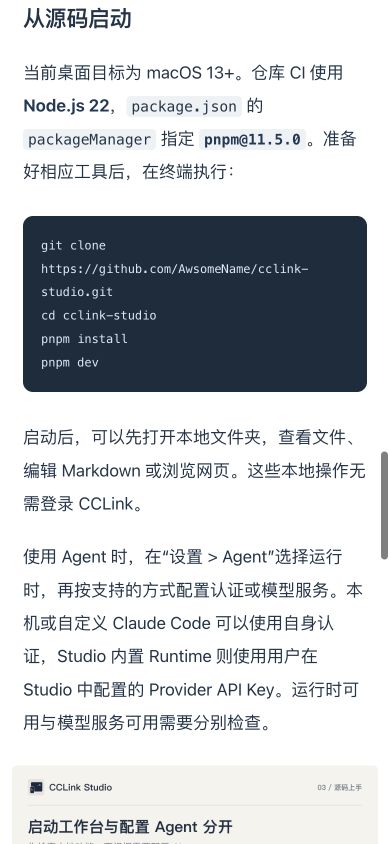 从源码启动
当前桌面目标为 macOS 13+。仓库 CI 使用
Node.js 22，package.json 的
packageManager 指定 pnpm@11.5.0。准备
好相应工具后，在终端执行：
git clone
https://github.com/AwsomeName/cclink-
studio.git
cd cclink-studio
pnpm install
pnpm dev
启动后，可以先打开本地文件夹，查看文件、
编辑 Markdown 或浏览网页。这些本地操作无
需登录 CCLink。
使用 Agent 时，在“设置 > Agent”选择运行
时，再按支持的方式配置认证或模型服务。本
机或自定义 Claude Code 可以使用自身认
证，Studio 内置 Runtime 则使用用户在
Studio 中配置的 Provider API Key。运行时可
用与模型服务可用需要分别检查。
CCLink Studio
03 / 源码上手
启动工作台与配置 Agent 分开